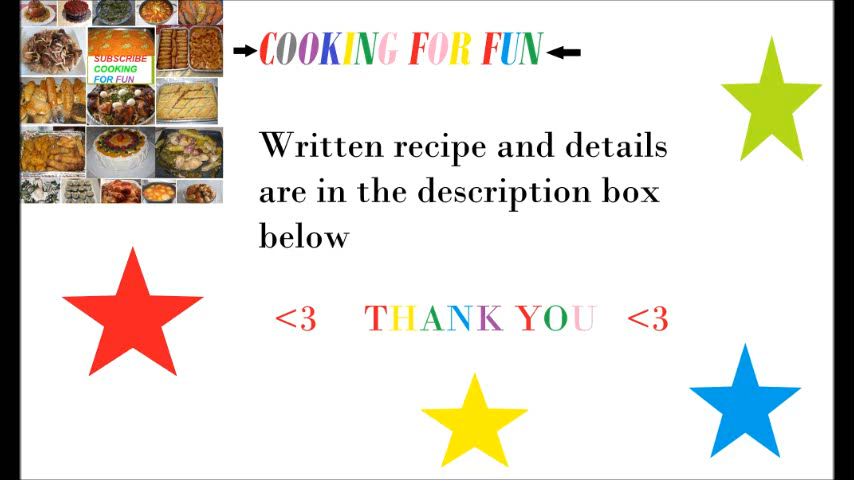 SUBSCRIBE
COOKING
FOR FUN
COOKING FOR FUN
Written recipe and details
are in the description box
below
<3 THANK YOU <3